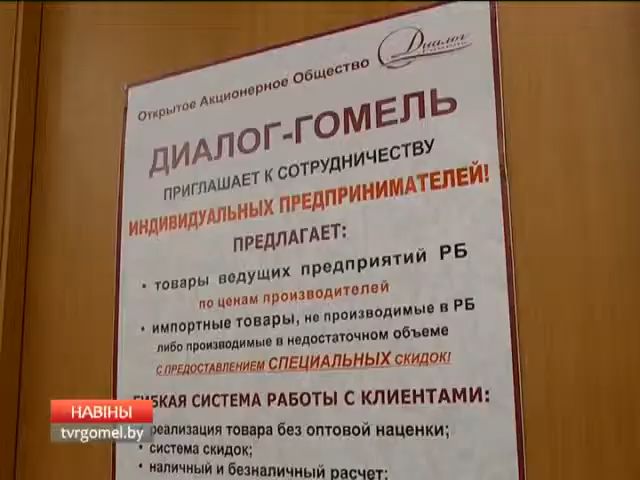 Открытое Акционерное Общество Диалог
ДИАЛОГ-ГОМЕЛЬ
ПРИГЛАШАЕТ К СОТРУДНИЧЕСТВУ
ИНДИВИДУАЛЬНЫХ ПРЕДПРИНИМАТЕЛЕЙ!
ПРЕДЛАГАЕТ:
• товары ведущих предприятий РБ
по ценам производителей
• импортные товары, не производимые в РБ
либо производимые в недостаточном объеме
С ПРЕДОСТАВЛЕНИЕМ СПЕЦИАЛЬНЫХ СКИДОК!
ГИБКАЯ СИСТЕМА РАБОТЫ С КЛИЕНТАМИ:
реализация товара без оптовой наценки;
• система скидок;
• наличный и безналичный расчет;
НАВІНЫ
tvrgomel.by